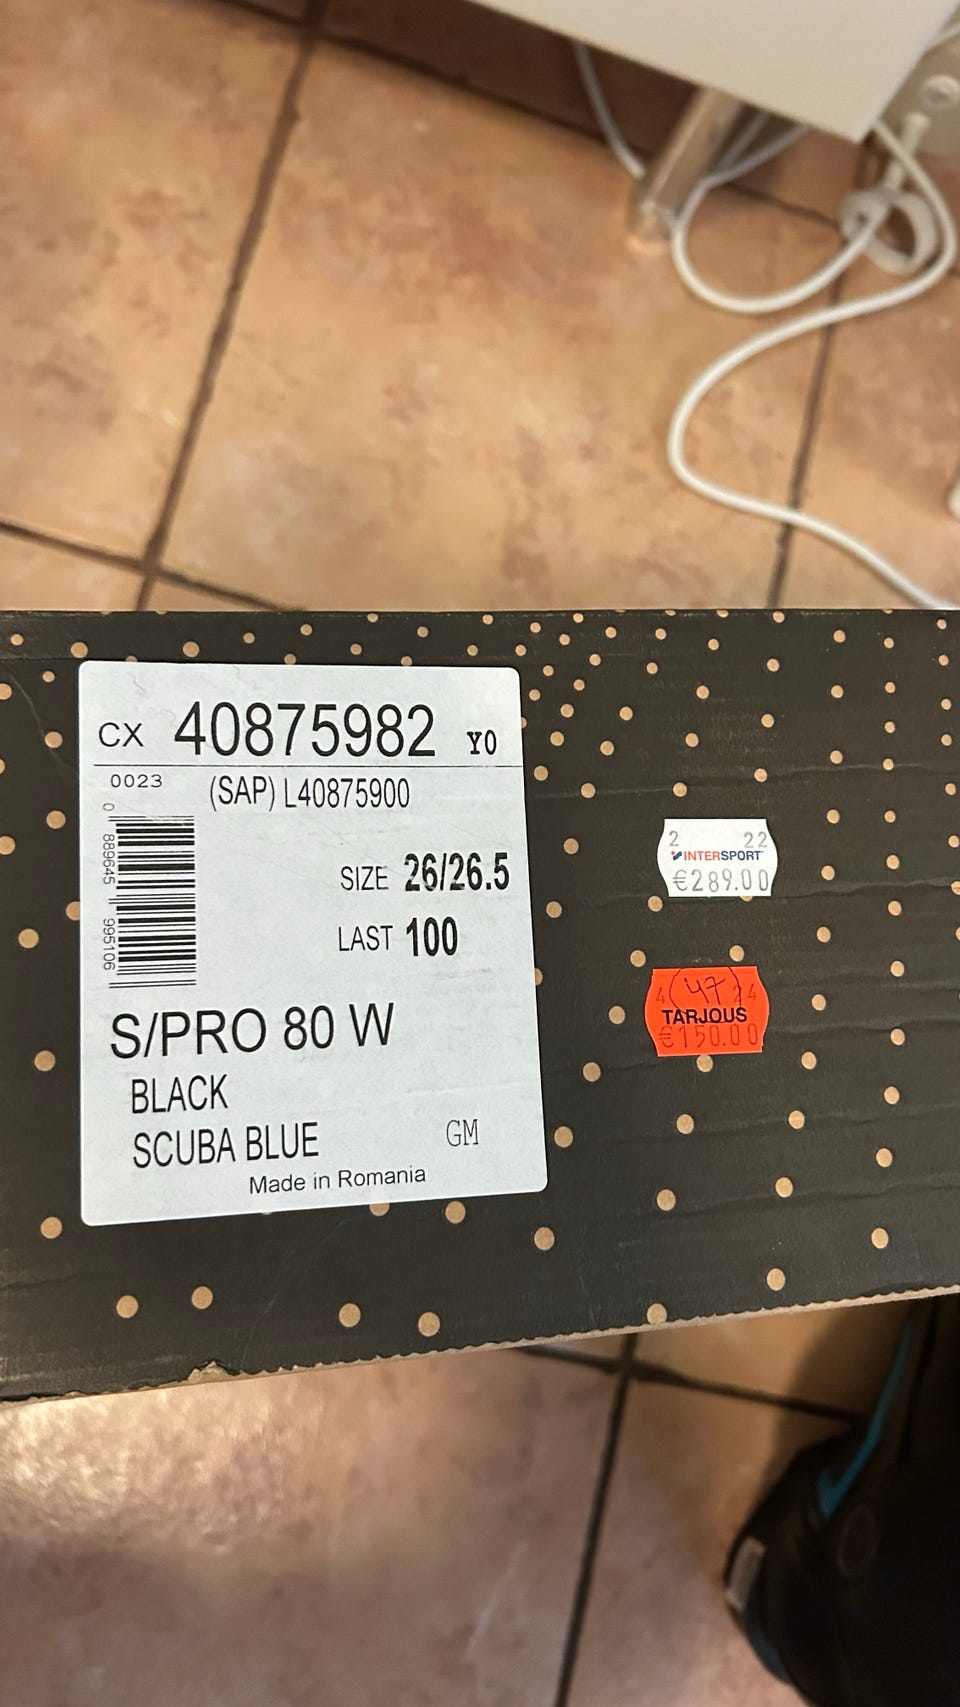 CX 40875982 Y0
0023 (SAP) L40875900
0 889645 995106
SIZE 26/26.5
LAST 100
S/PRO 80 W
BLACK
SCUBA BLUE GM
Made in Romania
2 22
INTERSPORT
€289.00
4 (47) 24
TARJOUS
€150.00